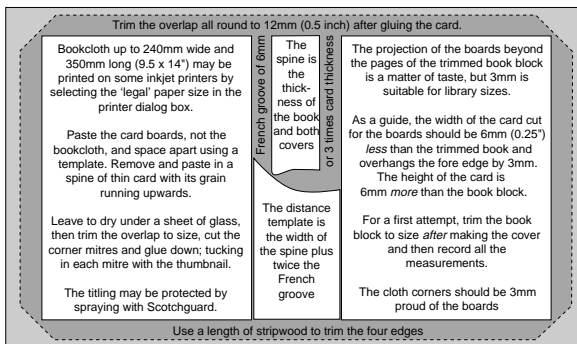 Trim the overlap all round to 12mm (0.5 inch) after gluing the card.
Bookcloth up to 240mm wide and
350mm long (9.5 x 14") may be
printed on some inkjet printers by
selecting the 'legal' paper size in the
printer dialog box.
Paste the card boards, not the
bookcloth, and space apart using a
template. Remove and paste in a
spine of thin card with its grain
running upwards.
Leave to dry under a sheet of glass,
then trim the overlap to size, cut the
corner mitres and glue down; tucking
in each mitre with the thumbnail.
The titling may be protected by
spraying with Scotchguard.
French groove of 6mm
The
spine is
the
thick-
ness of
the book
and both
covers
or 3 times card thickness
The distance
template is
the width of
the spine plus
twice the
French
groove
The projection of the boards beyond
the pages of the trimmed book block
is a matter of taste, but 3mm is
suitable for library sizes.
As a guide, the width of the card cut
for the boards should be 6mm (0.25")
less than the trimmed book and
overhangs the fore edge by 3mm.
The height of the card is
6mm more than the book block.
For a first attempt, trim the book
block to size after making the cover
and then record all the
measurements.
The cloth corners should be 3mm
proud of the boards
Use a length of stripwood to trim the four edges